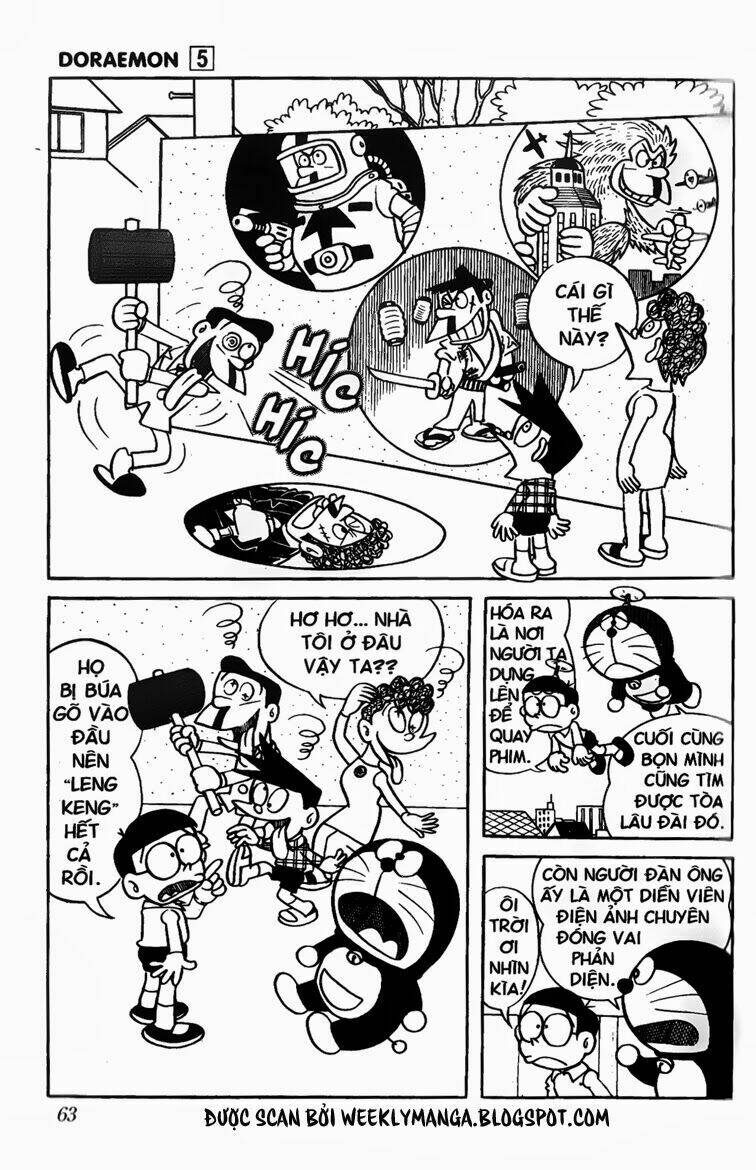 DORAEMON 5
CÁI GÌ
THẾ
NÀY?
HÍC
HÍC
CUỐI CÙNG
BỌN MÌNH
CŨNG TÌM
ĐƯỢC TÒA
LÂU ĐÀI ĐÓ.
HÓA RA
LÀ NƠI
NGƯỜI TA
DỤNG
LÊN
ĐỂ
QUAY
PHIM.
CÒN NGƯỜI ĐÀN ÔNG
ẤY LÀ MỘT DIỄN VIÊN
ĐIỆN ẢNH CHUYÊN
ĐÓNG VAI
PHẢN
DIỆN.
ÔI
TRỜI
ƠI
NHÌN
KÌA!
HƠ HƠ... NHÀ
TÔI Ở ĐÂU
VẬY TA??
HỌ
BỊ BÚA
GÕ VÀO
ĐẦU
NÊN
“LENG
KENG”
HẾT
CẢ
RỒI.
63
ĐƯỢC SCAN BỞI WEEKLYMANGA.BLOGSPOT.COM